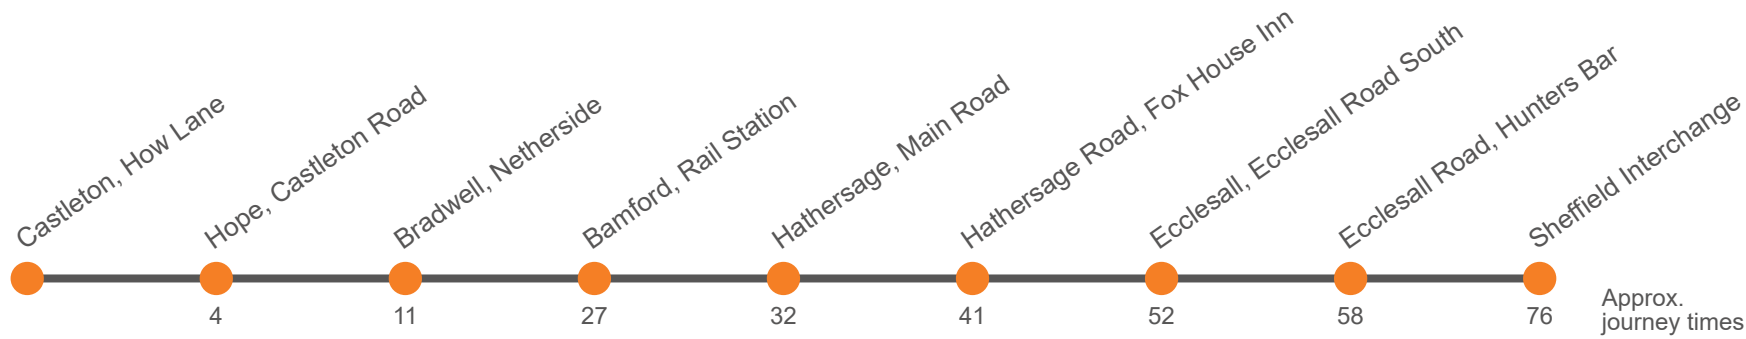 Castleton, How Lane
Hope, Castleton Road
Bradwell, Netherside
Bamford, Rail Station
Hathersage, Main Road
Hathersage Road, Fox House Inn
Ecclesall, Ecclesall Road South
Ecclesall Road, Hunters Bar
Sheffield Interchange
4
11
27
32
41
52
58
76
Approx.
journey times